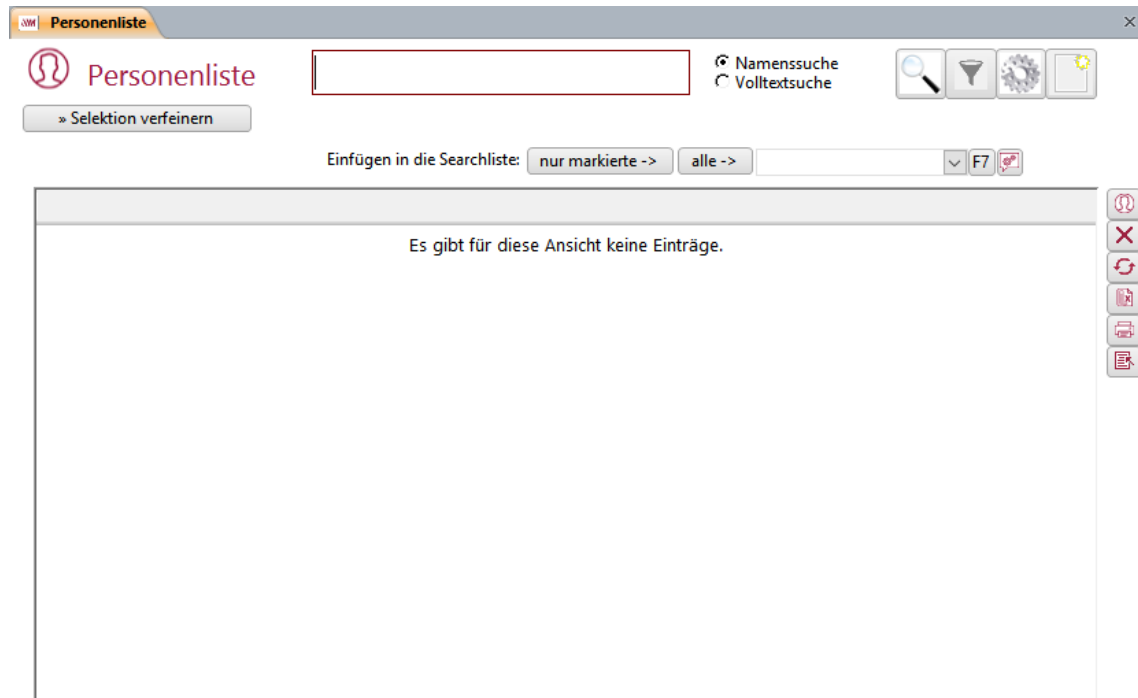 Personenliste
Personenliste
Namenssuche
Volltextsuche
» Selektion verfeinern
Einfügen in die Searchliste: nur markierte -> alle -> F7
Es gibt für diese Ansicht keine Einträge.